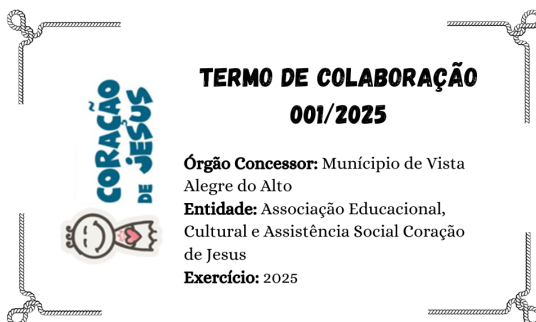 CORAÇÃO
DE JESUS
TERMO DE COLABORAÇÃO
001/2025
Órgão Concessor: Munícipio de Vista
Alegre do Alto
Entidade: Associação Educacional,
Cultural e Assistência Social Coração
de Jesus
Exercício: 2025